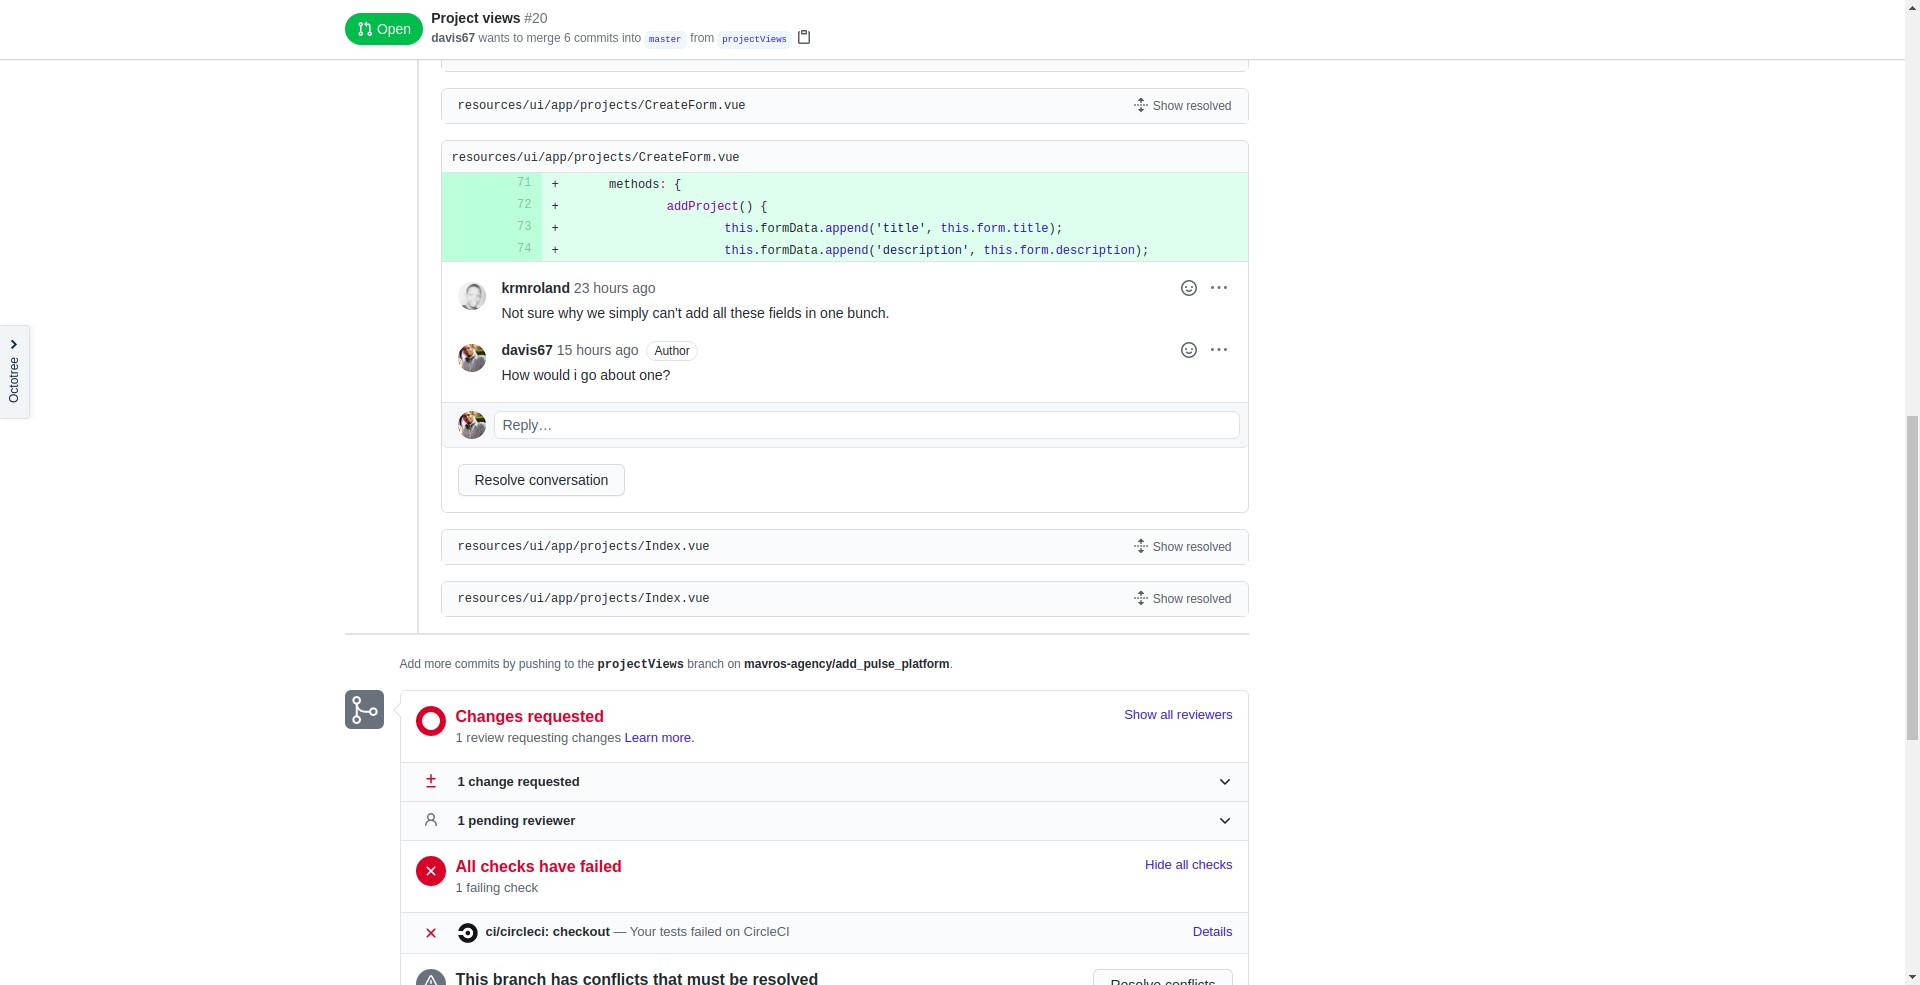 Open
Project views #20
davis67 wants to merge 6 commits into master from projectViews
resources/ui/app/projects/CreateForm.vue
Show resolved
resources/ui/app/projects/CreateForm.vue
71 + methods: {
72 + addProject() {
73 + this.formData.append('title', this.form.title);
74 + this.formData.append('description', this.form.description);
krmroland 23 hours ago
Not sure why we simply can't add all these fields in one bunch.
davis67 15 hours ago Author
How would i go about one?
Reply…
Resolve conversation
resources/ui/app/projects/Index.vue
Show resolved
resources/ui/app/projects/Index.vue
Show resolved
Octotree
Add more commits by pushing to the projectViews branch on mavros-agency/add_pulse_platform.
Changes requested
Show all reviewers
1 review requesting changes Learn more.
1 change requested
1 pending reviewer
All checks have failed
Hide all checks
1 failing check
ci/circleci: checkout — Your tests failed on CircleCI
Details
This branch has conflicts that must be resolved
Resolve conflicts